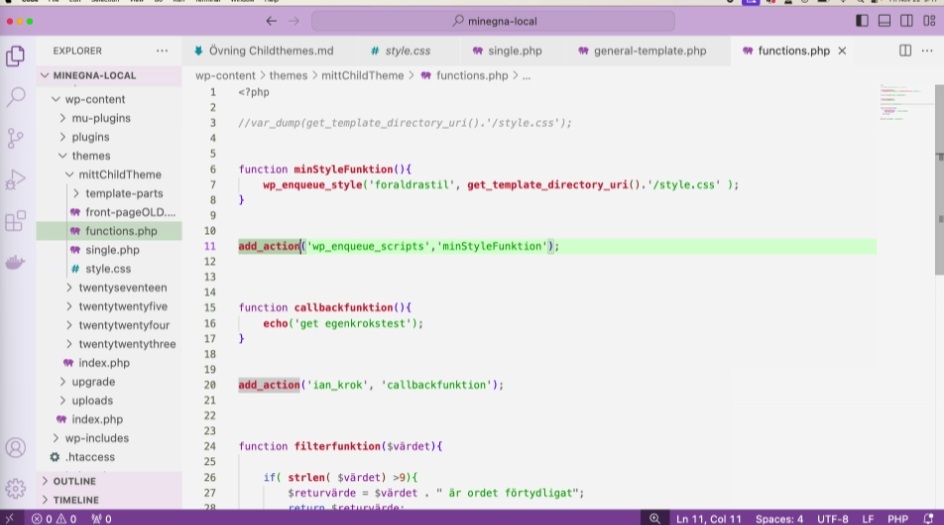 minegna-local
EXPLORER
Övning Childthemes.md
style.css
single.php
general-template.php
functions.php
MINEGNA-LOCAL
wp-content
mu-plugins
plugins
themes
mittChildTheme
template-parts
front-pageOLD....
functions.php
single.php
style.css
twentyseventeen
twentytwentyfive
twentytwentyfour
twentytwentythree
index.php
upgrade
uploads
index.php
wp-includes
.htaccess
OUTLINE
TIMELINE
wp-content > themes > mittChildTheme > functions.php > ...
1 <?php
2
3 //var_dump(get_template_directory_uri().'/style.css');
4
5
6 function minStyleFunktion(){
7 wp_enqueue_style('foraldrastil', get_template_directory_uri().'/style.css' );
8 }
9
10
11 add_action('wp_enqueue_scripts','minStyleFunktion');
12
13
14
15 function callbackfunktion(){
16 echo('get egenkrokstest');
17 }
18
19
20 add_action('ian_krok', 'callbackfunktion');
21
22
23
24 function filterfunktion($värdet){
25
26 if( strlen( $värdet) >9){
27 $returvärde = $värdet . " är ordet förtydligat";
28 return $returvärde;
0 0 0
Ln 11, Col 11 Spaces: 4 UTF-8 LF PHP